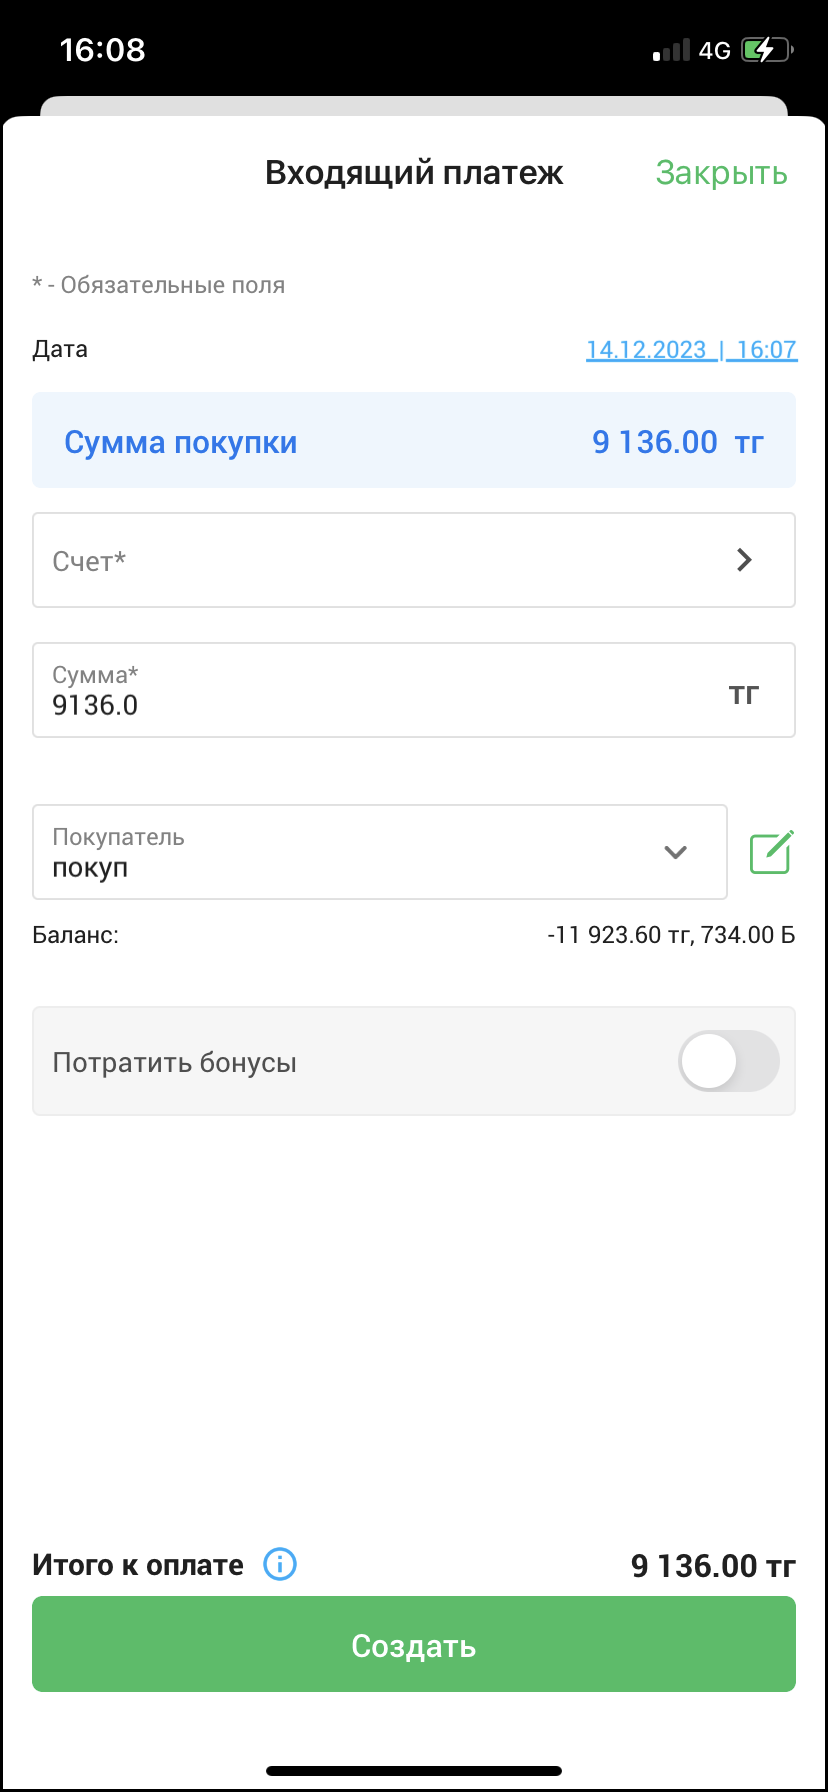 16:08 4G
Входящий платеж Закрыть
* - Обязательные поля
Дата 14.12.2023 | 16:07
Сумма покупки 9 136.00 тг
Счет*
Сумма*
9136.0 тг
Покупатель
покуп
Баланс: -11 923.60 тг, 734.00 Б
Потратить бонусы
Итого к оплате 9 136.00 тг
Создать